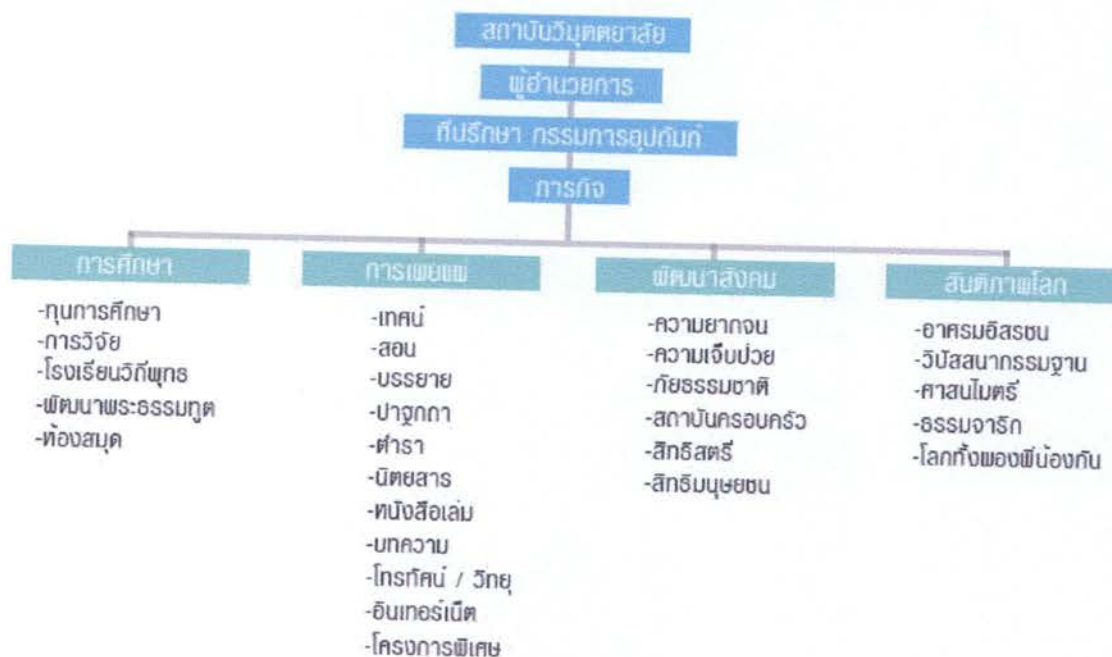 สถาบันวิมุตตยาลัย
ผู้อำนวยการ
ที่ปรึกษา กรรมการอุปถัมภ์
ภารกิจ
การศึกษา
-ทุนการศึกษา
-การวิจัย
-โรงเรียนวิถีพุทธ
-พัฒนาพระธรรมทูต
-ห้องสมุด
การเผยแผ่
-เทศน์
-สอน
-บรรยาย
-ปาฐกถา
-ตำรา
-นิตยสาร
-หนังสือเล่ม
-บทความ
-โทรทัศน์ / วิทยุ
-อินเทอร์เน็ต
-โครงการพิเศษ
พัฒนาสังคม
-ความยากจน
-ความเจ็บป่วย
-ภัยธรรมชาติ
-สถาบันครอบครัว
-สิทธิสตรี
-สิทธิมนุษยชน
สันติภาพโลก
-อาศรมอิสรชน
-วิปัสสนากรรมฐาน
-ศาสนไมตรี
-ธรรมจาริก
-โลกทั้งผองพี่น้องกัน